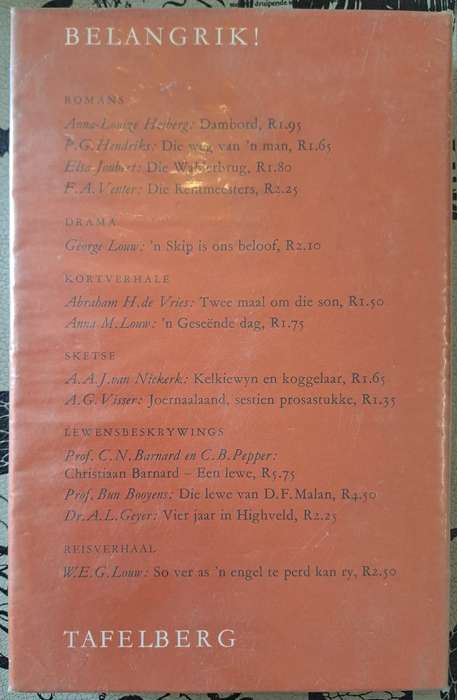 druipende
BELANGRIK!
ROMANS
Anna-Louize Heiberg: Dambord, R1.95
P.G. Hendriks: Die weg van 'n man, R1.65
Elsa Joubert: Die Wahlerbrug, R1.80
F.A. Venter: Die Rentmeesters, R2.25
DRAMA
George Louw: 'n Skip is ons beloof, R2.10
KORTVERHALE
Abraham H. de Vries: Twee maal om die son, R1.50
Anna M. Louw: 'n Geseënde dag, R1.75
SKETSE
A.A.J. van Niekerk: Kelkiewyn en koggelaar, R1.65
A.G. Visser: Joernaalaand, sestien prosastukke, R1.35
LEWENSBESKRYWINGS
Prof. C.N. Barnard en C.B. Pepper:
Christiaan Barnard – Een lewe, R5.75
Prof. Bun Booyens: Die lewe van D.F. Malan, R4.50
Dr. A.L. Geyer: Vier jaar in Highveld, R2.25
REISVERHAAL
W.E.G. Louw: So ver as 'n engel te perd kan ry, R2.50
TAFELBERG